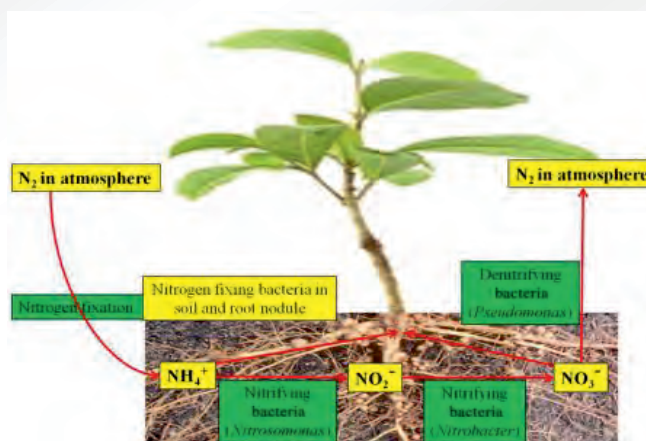 N₂ in atmosphere
N₂ in atmosphere
Nitrogen fixation
Nitrogen fixing bacteria in
soil and root nodule
Denitrifying
bacteria
(Pseudomonas)
NH₄⁺
NO₂⁻
NO₃⁻
Nitrifying
bacteria
(Nitrosomonas)
Nitrifying
bacteria
(Nitrobacter)